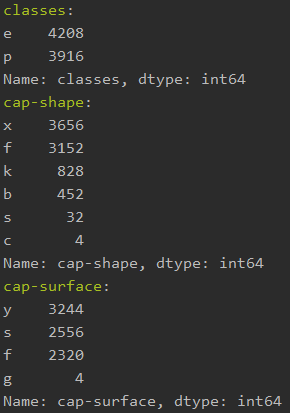 classes:
e    4208
p    3916
Name: classes, dtype: int64
cap-shape:
x    3656
f    3152
k     828
b     452
s      32
c       4
Name: cap-shape, dtype: int64
cap-surface:
y    3244
s    2556
f    2320
g       4
Name: cap-surface, dtype: int64